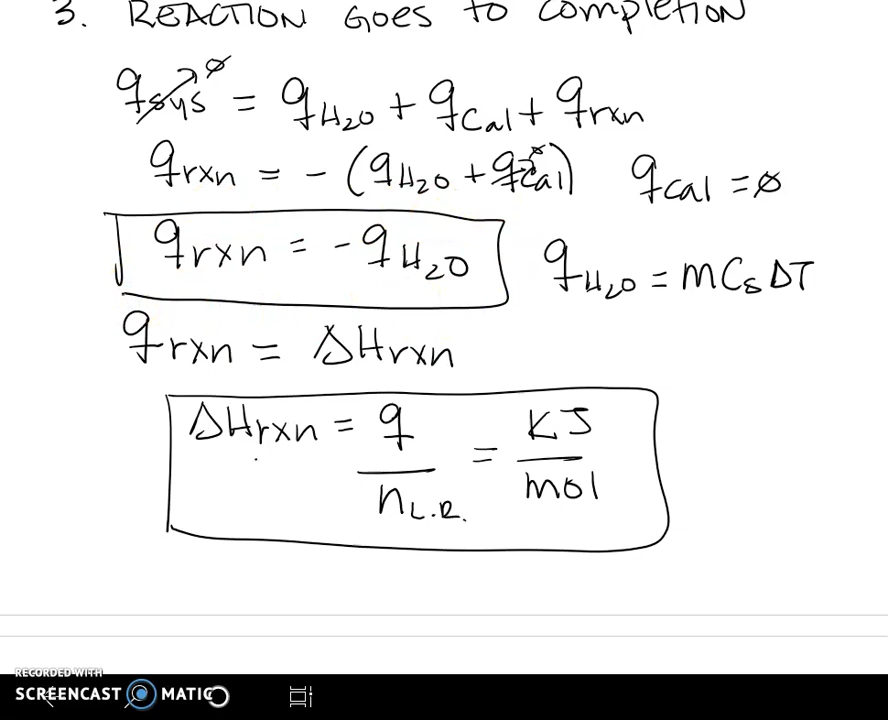 3. REACTION GOES TO COMPLETION
qsys→∅ = qH₂O + qCal + qrxn
qrxn = - (qH₂O + qCal→∅) qCal = ∅
qrxn = - qH₂O qH₂O = mCsΔT
qrxn = ΔHrxn
ΔHrxn = q/nL.R. = KJ/mol
RECORDED WITH
SCREENCAST MATIC